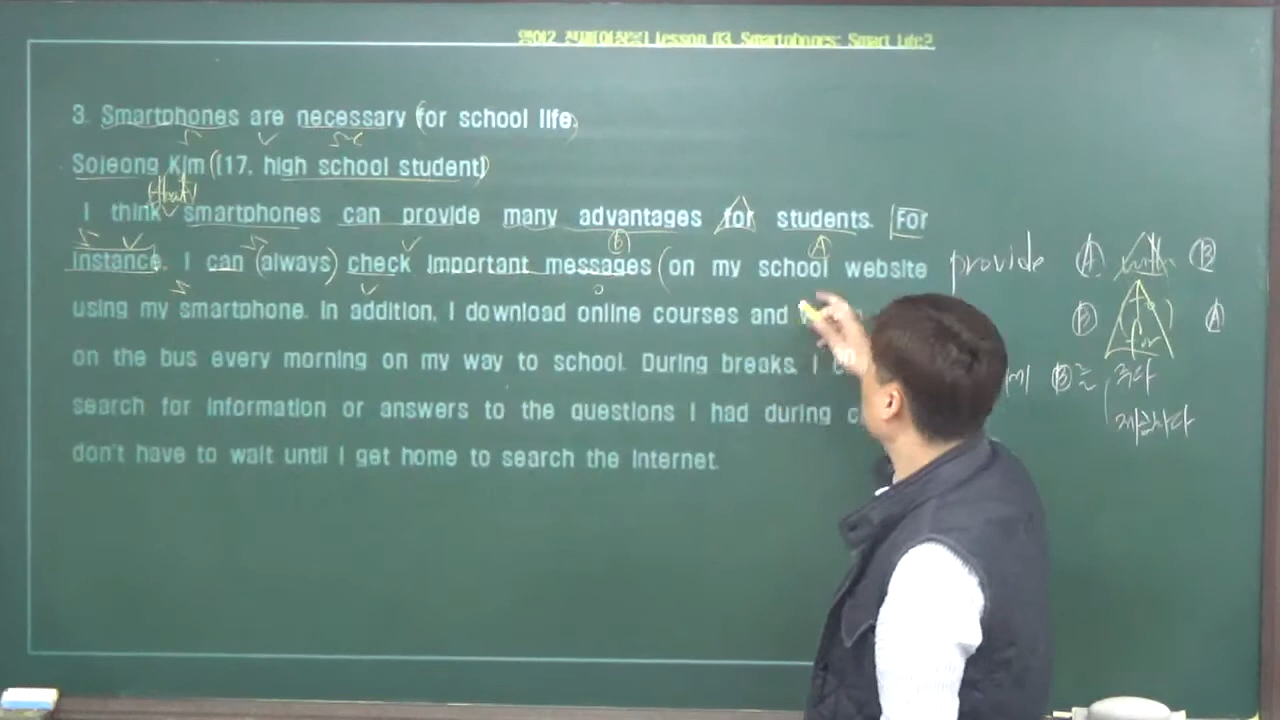 영어2 천재(이창봉) lesson 03. Smartphones: Smart Life?
3. Smartphones are necessary (for school life)
S V S.C
Sojeong Kim ((17, high school student)
(that)
I think smartphones can provide many advantages for students. For
S V S V Ⓑ Ⓐ
instance, I can (always) check important messages (on my school website
S V O
using my smartphone. In addition, I download online courses and
on the bus every morning on my way to school. During breaks, I
search for information or answers to the questions I had during
don't have to wait until I get home to search the Internet.
provide Ⓐ with Ⓑ
Ⓑ for Ⓐ
Ⓑ를 주다
제공하다